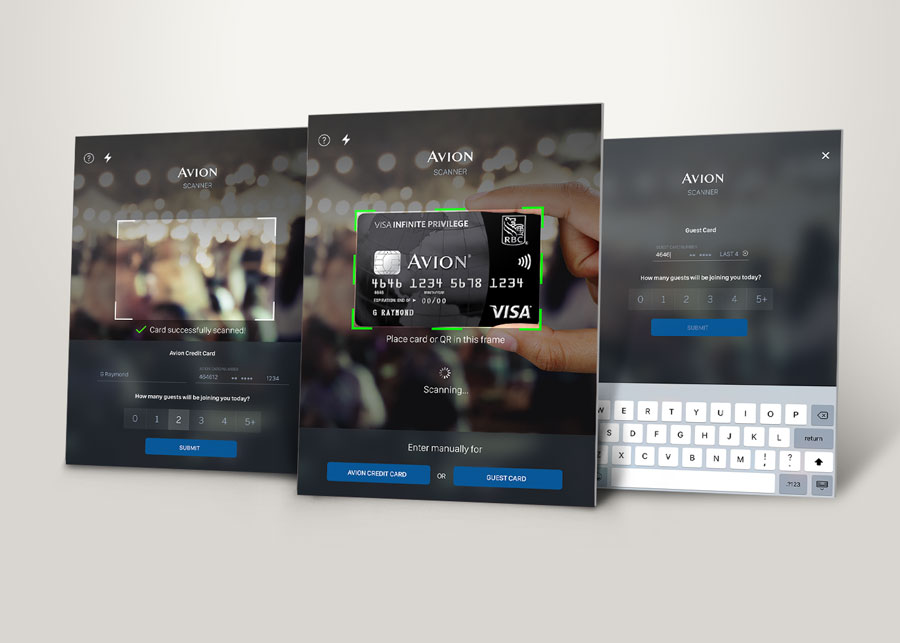 ?
AVION
SCANNER
Card successfully scanned!
Avion Credit Card
G Raymond
464612 •• •••• 1234
How many guests will be joining you today?
0 1 2 3 4 5+
SUBMIT
?
AVION
SCANNER
VISA INFINITE PRIVILEGE
RBC®
AVION®
4646 1234 5678 1234
4646
EXPIRATION END OF ► 00/00
G RAYMOND
VISA
Place card or QR in this frame
Scanning...
Enter manually for
AVION CREDIT CARD OR GUEST CARD
AVION
SCANNER
Guest Card
GUEST CARD NUMBER
4646 •• •••• LAST 4
How many guests will be joining you today?
0 1 2 3 4 5+
SUBMIT
W E R T Y U I O P
S D F G H J K L return
X C V B N M ! , ? .
.?123